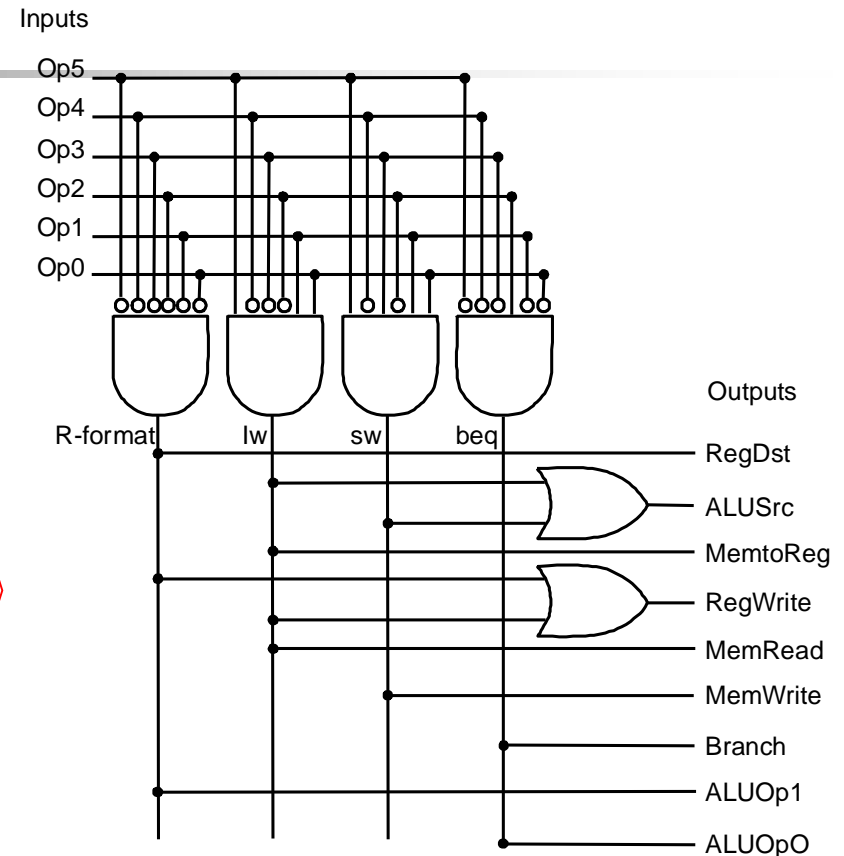 Inputs
Op5
Op4
Op3
Op2
Op1
Op0
R-format
lw
sw
beq
Outputs
RegDst
ALUSrc
MemtoReg
RegWrite
MemRead
MemWrite
Branch
ALUOp1
ALUOpO